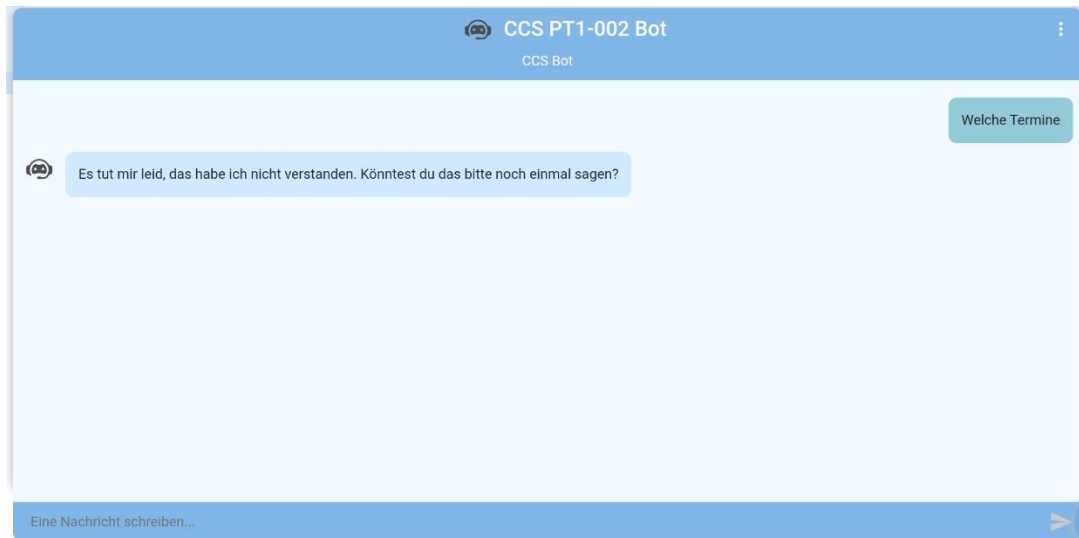 CCS PT1-002 Bot
CCS Bot
Welche Termine
Es tut mir leid, das habe ich nicht verstanden. Könntest du das bitte noch einmal sagen?
Eine Nachricht schreiben...